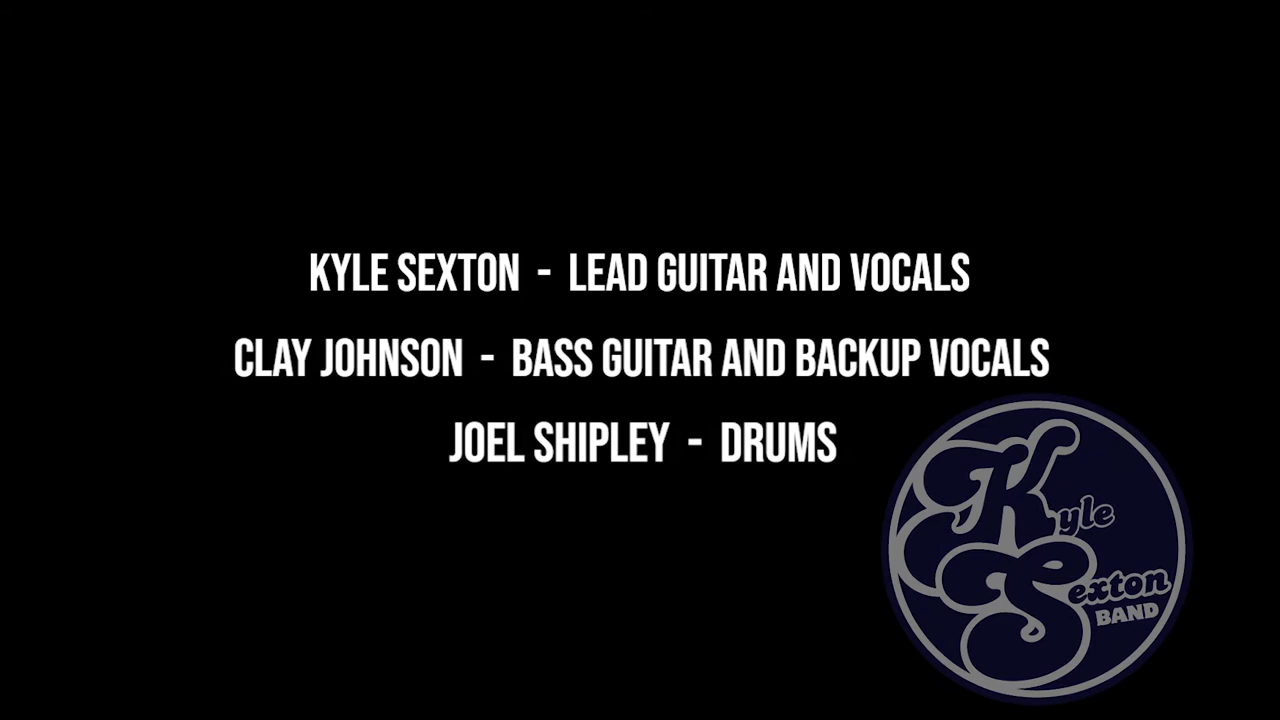 KYLE SEXTON - LEAD GUITAR AND VOCALS
CLAY JOHNSON - BASS GUITAR AND BACKUP VOCALS
JOEL SHIPLEY - DRUMS
Kyle
Sexton
BAND